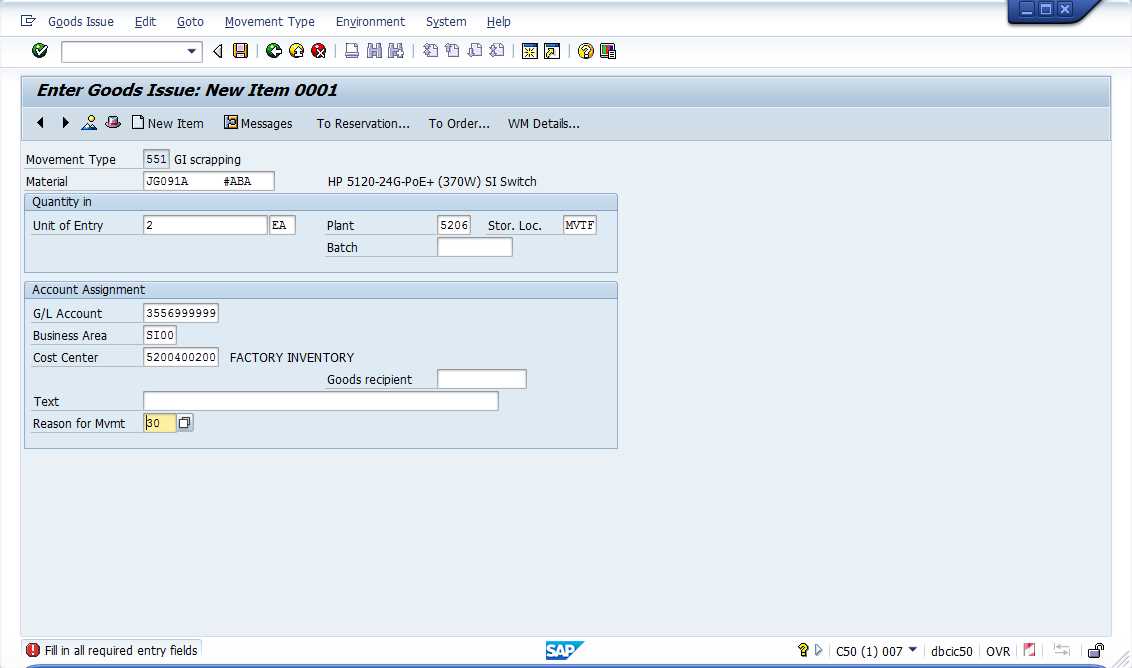 Goods Issue Edit Goto Movement Type Environment System Help
Enter Goods Issue: New Item 0001
New Item Messages To Reservation... To Order... WM Details...
Movement Type 551 GI scrapping
Material JG091A #ABA HP 5120-24G-PoE+ (370W) SI Switch
Quantity in
Unit of Entry 2 EA Plant 5206 Stor. Loc. MVTF
Batch
Account Assignment
G/L Account 3556999999
Business Area SI00
Cost Center 5200400200 FACTORY INVENTORY
Goods recipient
Text
Reason for Mvmt 30
Fill in all required entry fields SAP C50 (1) 007 dbcic50 OVR